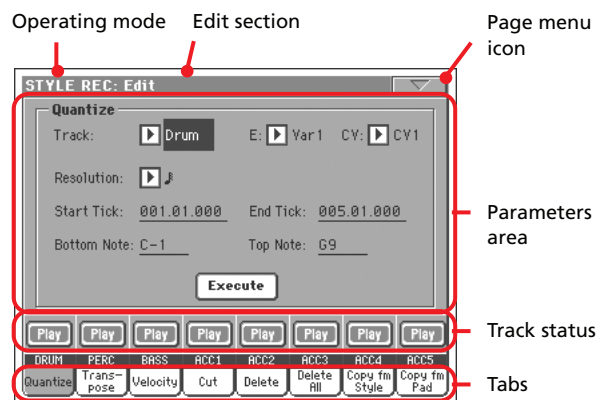 Operating mode Edit section Page menu icon
STYLE REC: Edit
Quantize
Track: Drum E: Var1 CV: CV1
Resolution:
Start Tick: 001.01.000 End Tick: 005.01.000
Bottom Note: C-1 Top Note: G9
Parameters area
Execute
Play Play Play Play Play Play Play Play
Track status
DRUM PERC BASS ACC1 ACC2 ACC3 ACC4 ACC5
Quantize Trans-pose Velocity Cut Delete Delete All Copy fm Style Copy fm Pad
Tabs